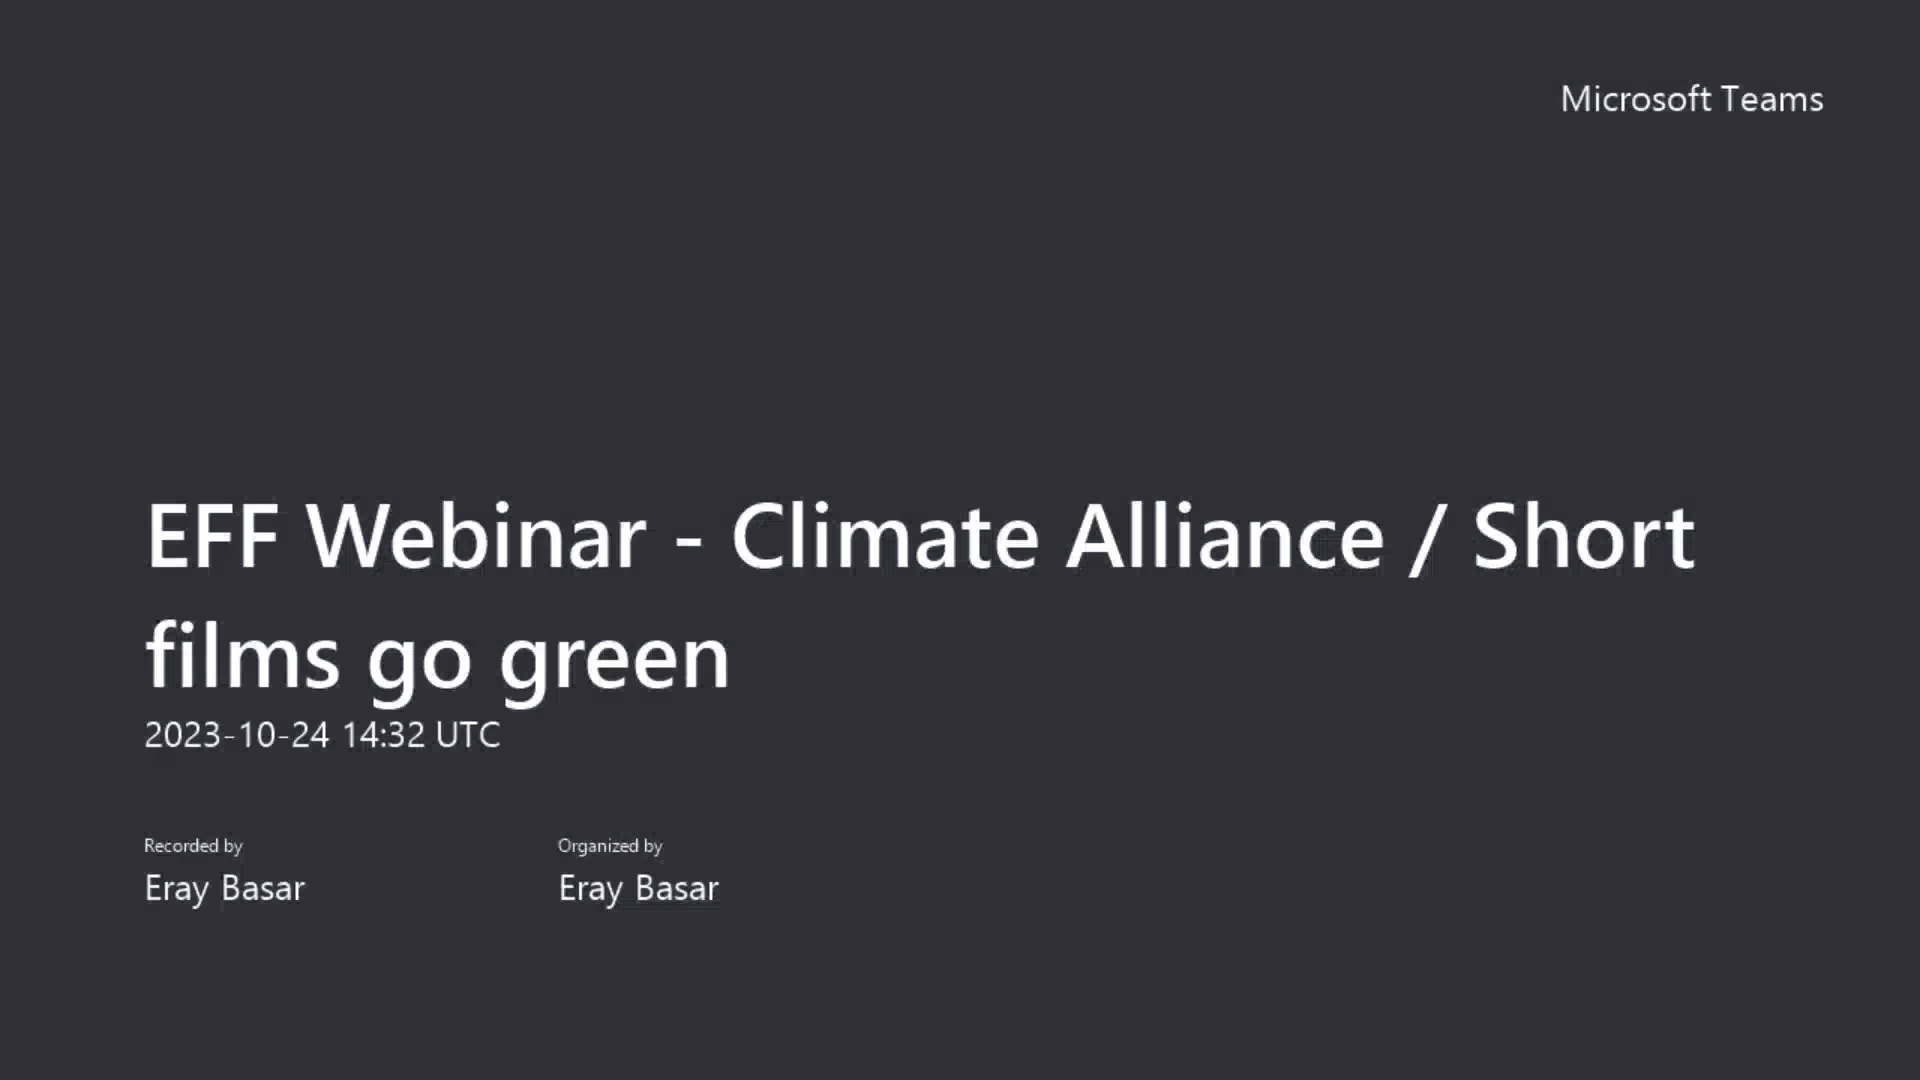 Microsoft Teams
EFF Webinar - Climate Alliance / Short
films go green
2023-10-24 14:32 UTC
Recorded by
Organized by
Eray Basar
Eray Basar